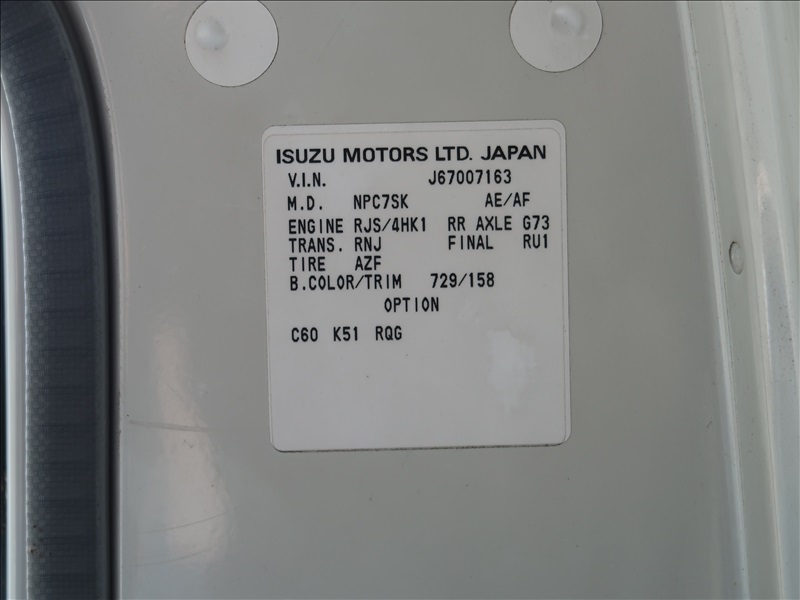 ISUZU MOTORS LTD. JAPAN
V.I.N. J67007163
M.D. NPC7SK AE/AF
ENGINE RJS/4HK1 RR AXLE G73
TRANS. RNJ FINAL RU1
TIRE AZF
B.COLOR/TRIM 729/158
OPTION
C60 K51 RQG